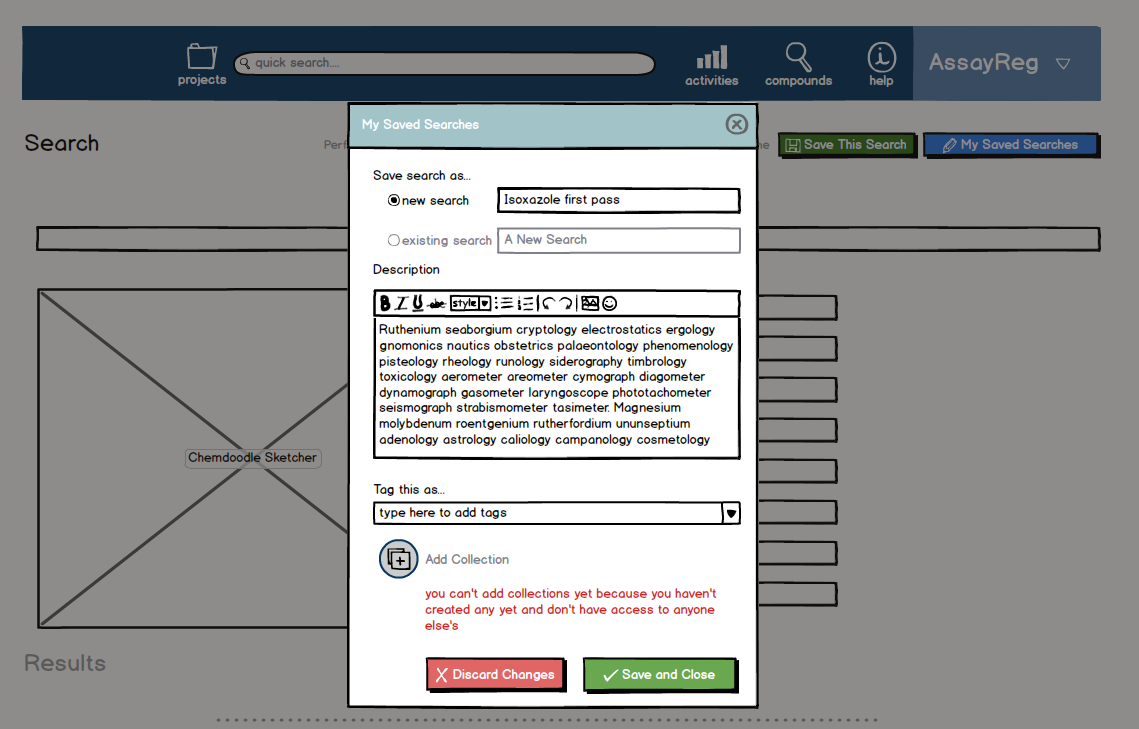 projects
quick search....
activities
compounds
help
AssayReg
My Saved Searches
Search
Perf
ne
Save This Search
My Saved Searches
Save search as...
new search
Isoxazole first pass
existing search
A New Search
Description
B I U abc style
Ruthenium seaborgium cryptology electrostatics ergology
gnomonics nautics obstetrics palaeontology phenomenology
pisteology rheology runology siderography timbrology
toxicology aerometer areometer cymograph diagometer
dynamograph gasometer laryngoscope phototachometer
seismograph strabismometer tasimeter. Magnesium
molybdenum roentgenium rutherfordium ununseptium
adenology astrology caliology campanology cosmetology
Chemdoodle Sketcher
Tag this as...
type here to add tags
Add Collection
you can't add collections yet because you haven't
created any yet and don't have access to anyone
else's
Results
Discard Changes
Save and Close